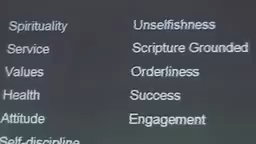 Spirituality
Service
Values
Health
Attitude
Self-discipline
Unselfishness
Scripture Grounded
Orderliness
Success
Engagement